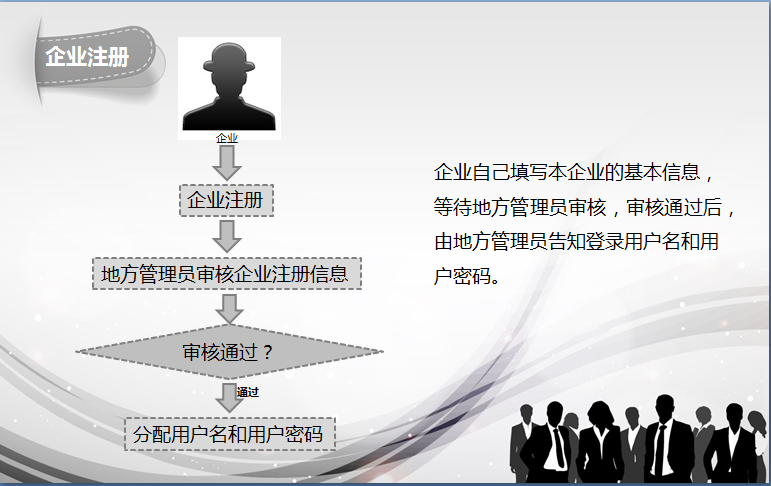 企业注册
企业
企业注册
地方管理员审核企业注册信息
审核通过？
通过
分配用户名和用户密码
企业自己填写本企业的基本信息，
等待地方管理员审核，审核通过后，
由地方管理员告知登录用户名和用
户密码。